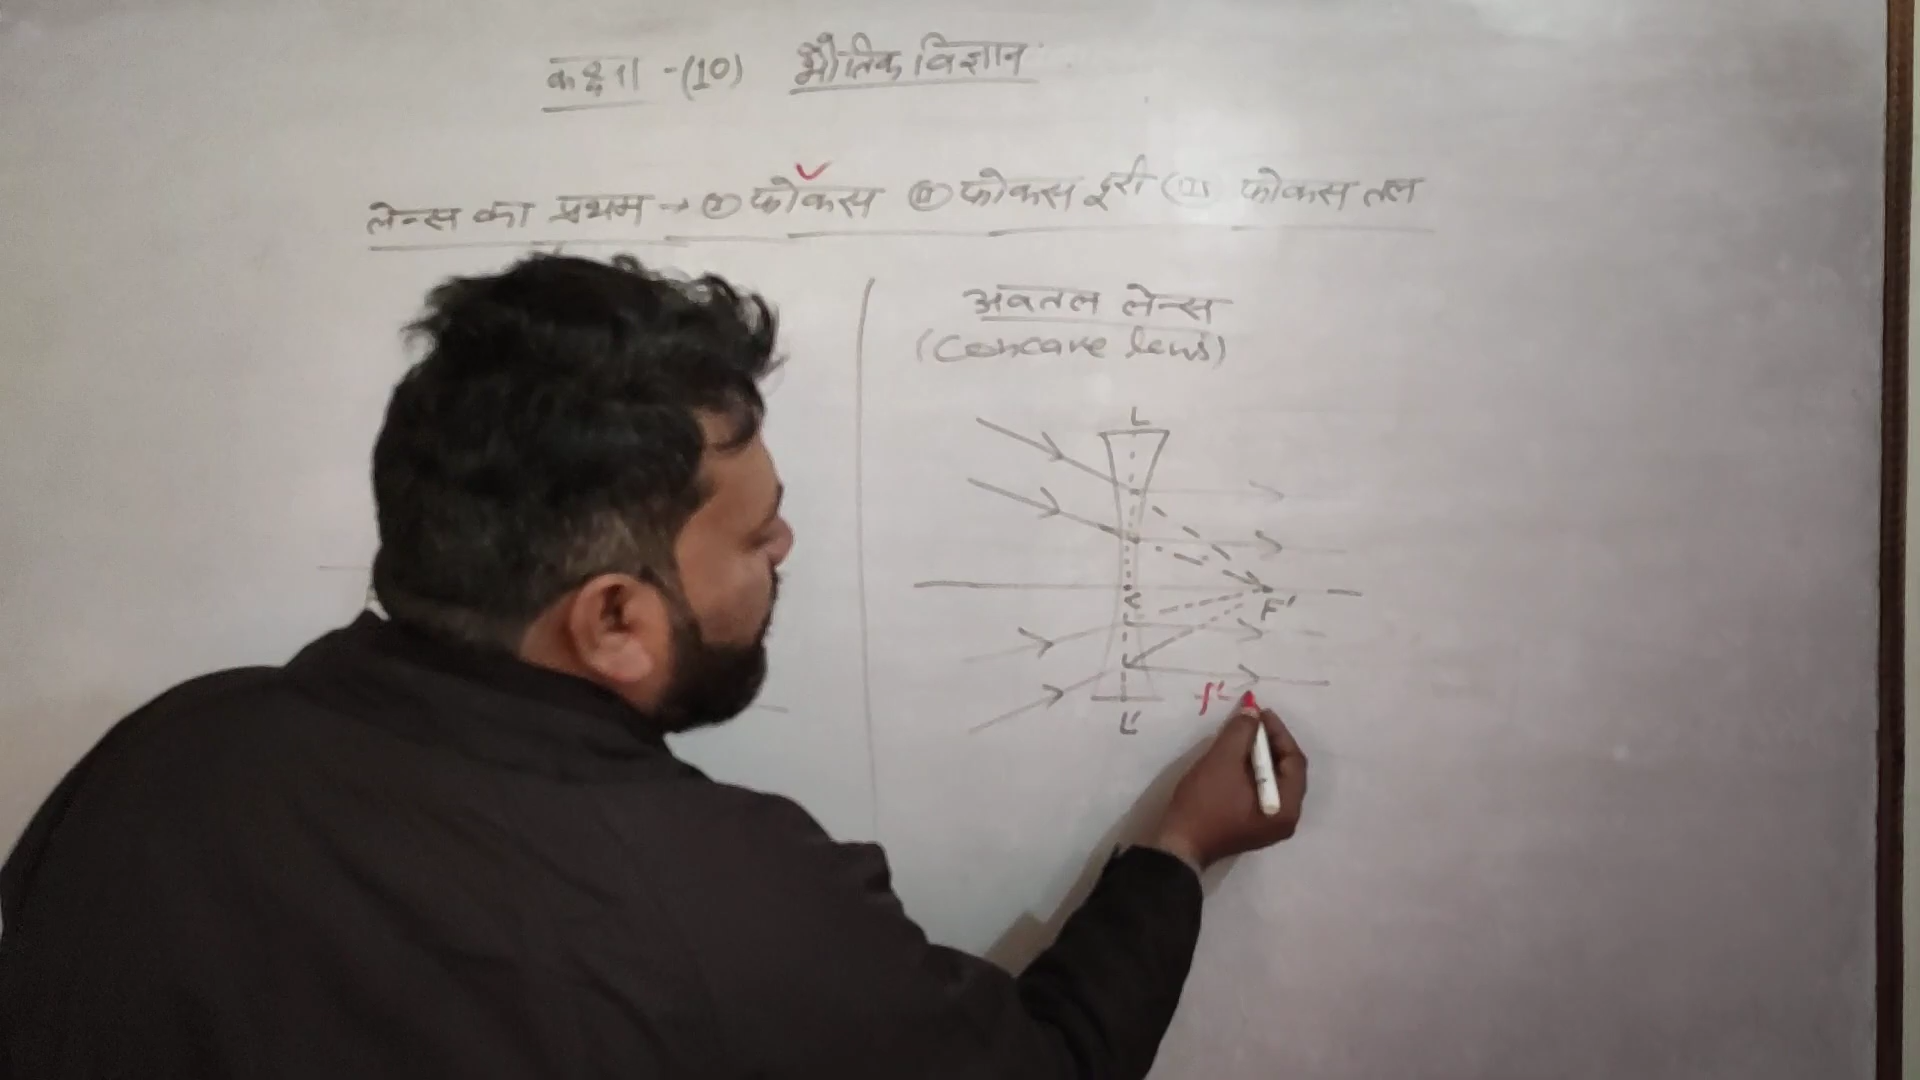 कक्षा -(10) भौतिक विज्ञान
लेन्स का प्रथम → (i) फोकस (ii) फोकस दूरी (iii) फोकस तल
अवतल लेन्स
(Concave lens)
L
F'
L'
f'